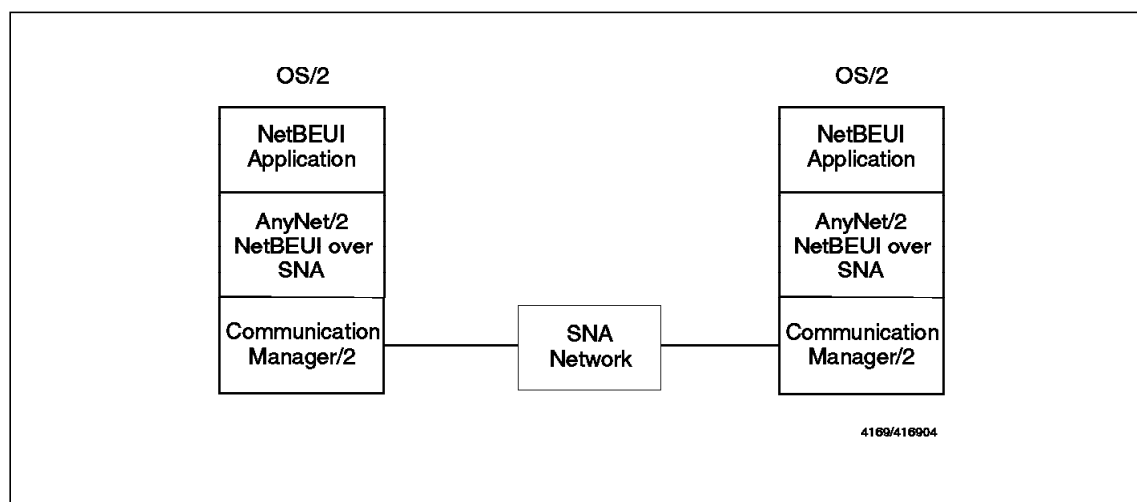 OS/2
NetBEUI
Application
AnyNet/2
NetBEUI over
SNA
Communication
Manager/2
SNA
Network
OS/2
NetBEUI
Application
AnyNet/2
NetBEUI over
SNA
Communication
Manager/2
4169/416904